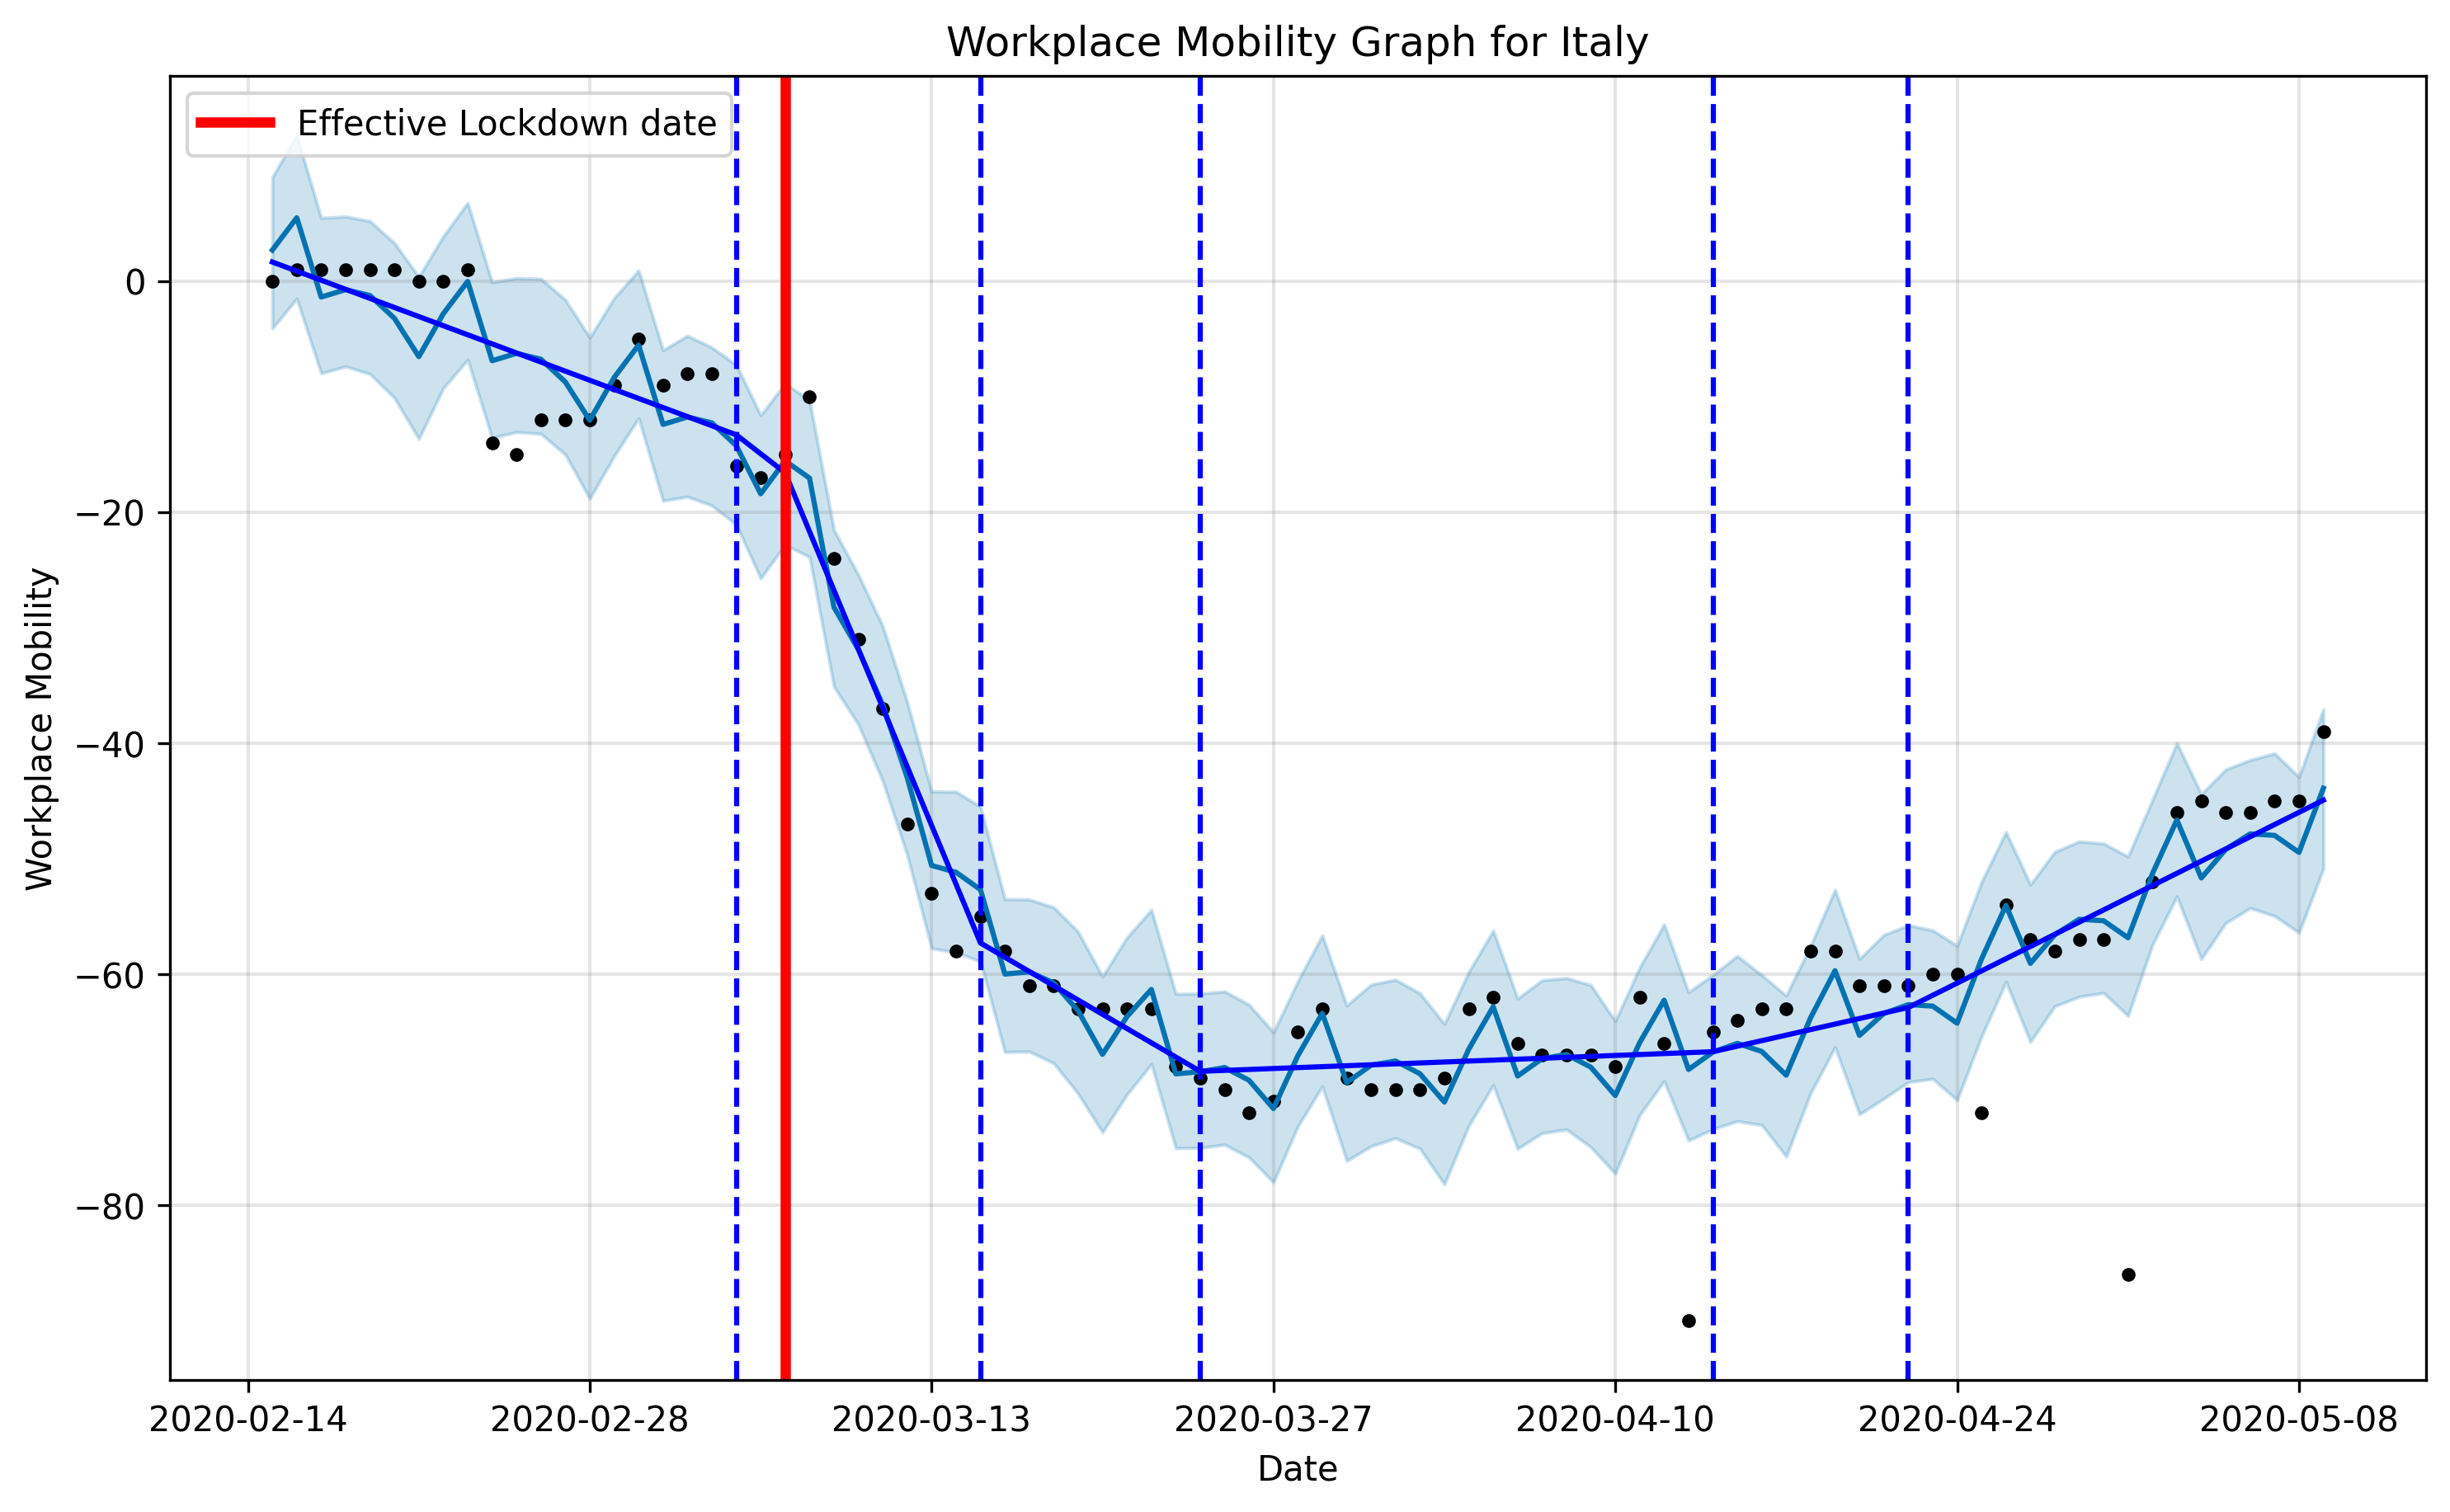 Workplace Mobility Graph for Italy
Effective Lockdown date
Workplace Mobility
0
−20
−40
−60
−80
2020-02-14 2020-02-28 2020-03-13 2020-03-27 2020-04-10 2020-04-24 2020-05-08
Date